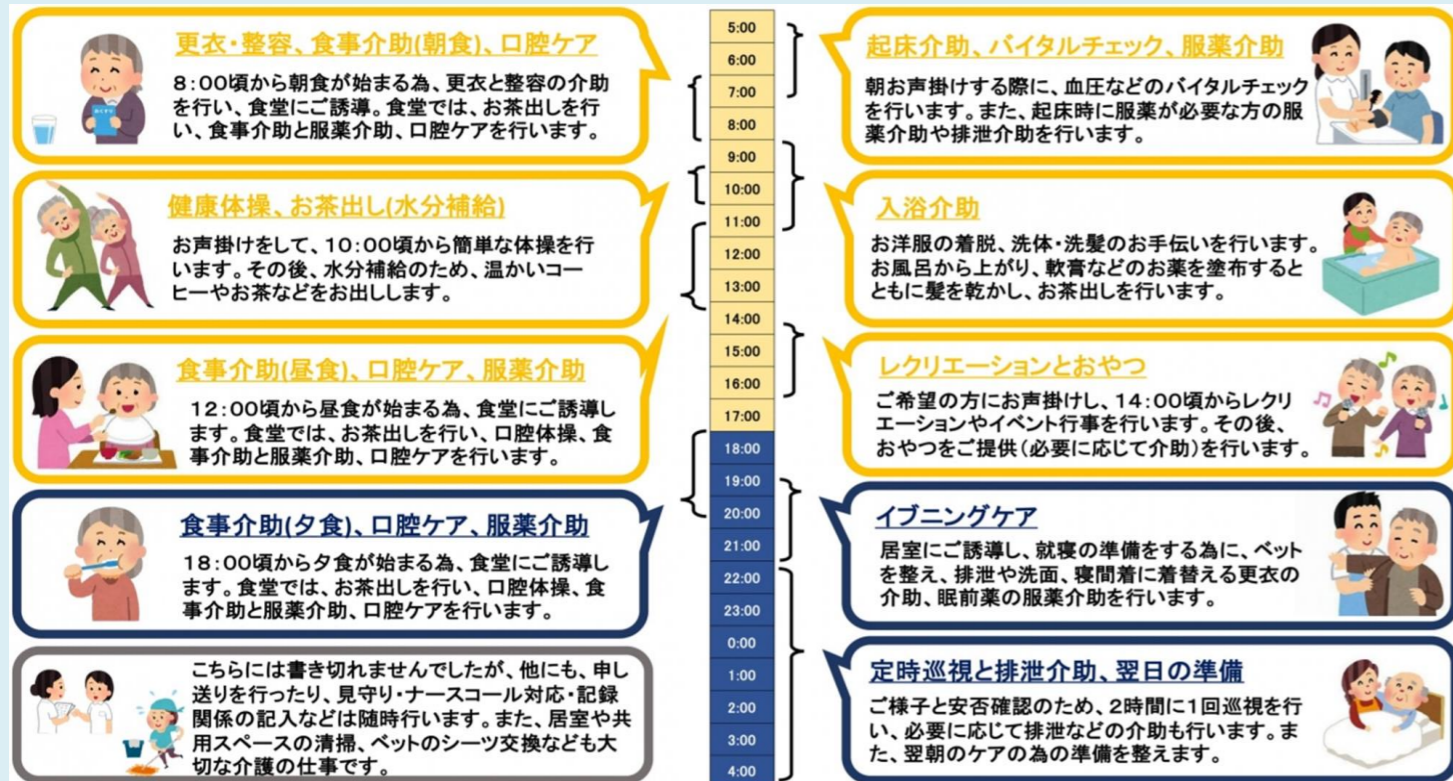 更衣・整容、食事介助(朝食)、口腔ケア
8:00頃から朝食が始まる為、更衣と整容の介助
を行い、食堂にご誘導。食堂では、お茶出しを行
い、食事介助と服薬介助、口腔ケアを行います。
健康体操、お茶出し(水分補給)
お声掛けをして、10:00頃から簡単な体操を行
います。その後、水分補給のため、温かいコー
ヒーやお茶などをお出しします。
食事介助(昼食)、口腔ケア、服薬介助
12:00頃から昼食が始まる為、食堂にご誘導し
ます。食堂では、お茶出しを行い、口腔体操、食
事介助と服薬介助、口腔ケアを行います。
食事介助(夕食)、口腔ケア、服薬介助
18:00頃から夕食が始まる為、食堂にご誘導し
ます。食堂では、お茶出しを行い、口腔体操、食
事介助と服薬介助、口腔ケアを行います。
こちらには書き切れませんでしたが、他にも、申し
送りを行ったり、見守り・ナースコール対応・記録
関係の記入などは随時行います。また、居室や共
用スペースの清掃、ベットのシーツ交換なども大
切な介護の仕事です。
5:00
6:00
7:00
8:00
9:00
10:00
11:00
12:00
13:00
14:00
15:00
16:00
17:00
18:00
19:00
20:00
21:00
22:00
23:00
0:00
1:00
2:00
3:00
4:00
起床介助、バイタルチェック、服薬介助
朝お声掛けする際に、血圧などのバイタルチェック
を行います。また、起床時に服薬が必要な方の服
薬介助や排泄介助を行います。
入浴介助
お洋服の着脱、洗体・洗髪のお手伝いを行います。
お風呂から上がり、軟膏などのお薬を塗布すると
ともに髪を乾かし、お茶出しを行います。
レクリエーションとおやつ
ご希望の方にお声掛けし、14:00頃からレクリ
エーションやイベント行事を行います。その後、
おやつをご提供(必要に応じて介助)を行います。
イブニングケア
居室にご誘導し、就寝の準備をする為に、ベット
を整え、排泄や洗面、寝間着に着替える更衣の
介助、眠前薬の服薬介助を行います。
定時巡視と排泄介助、翌日の準備
ご様子と安否確認のため、2時間に1回巡視を行
い、必要に応じて排泄などの介助も行います。ま
た、翌朝のケアの為の準備を整えます。